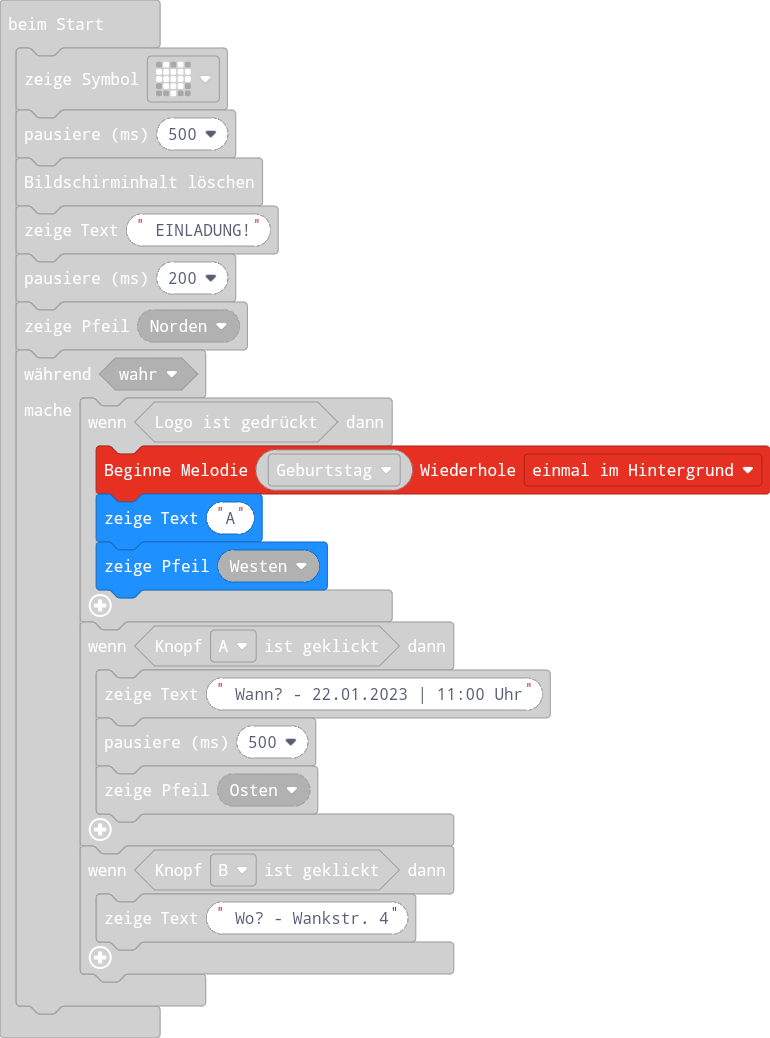 beim Start
zeige Symbol
pausiere (ms) 500
Bildschirminhalt löschen
zeige Text " EINLADUNG!"
pausiere (ms) 200
zeige Pfeil Norden
während wahr
mache
wenn Logo ist gedrückt dann
Beginne Melodie Geburtstag Wiederhole einmal im Hintergrund
zeige Text "A"
zeige Pfeil Westen
wenn Knopf A ist geklickt dann
zeige Text " Wann? - 22.01.2023 | 11:00 Uhr"
pausiere (ms) 500
zeige Pfeil Osten
wenn Knopf B ist geklickt dann
zeige Text " Wo? - Wankstr. 4"